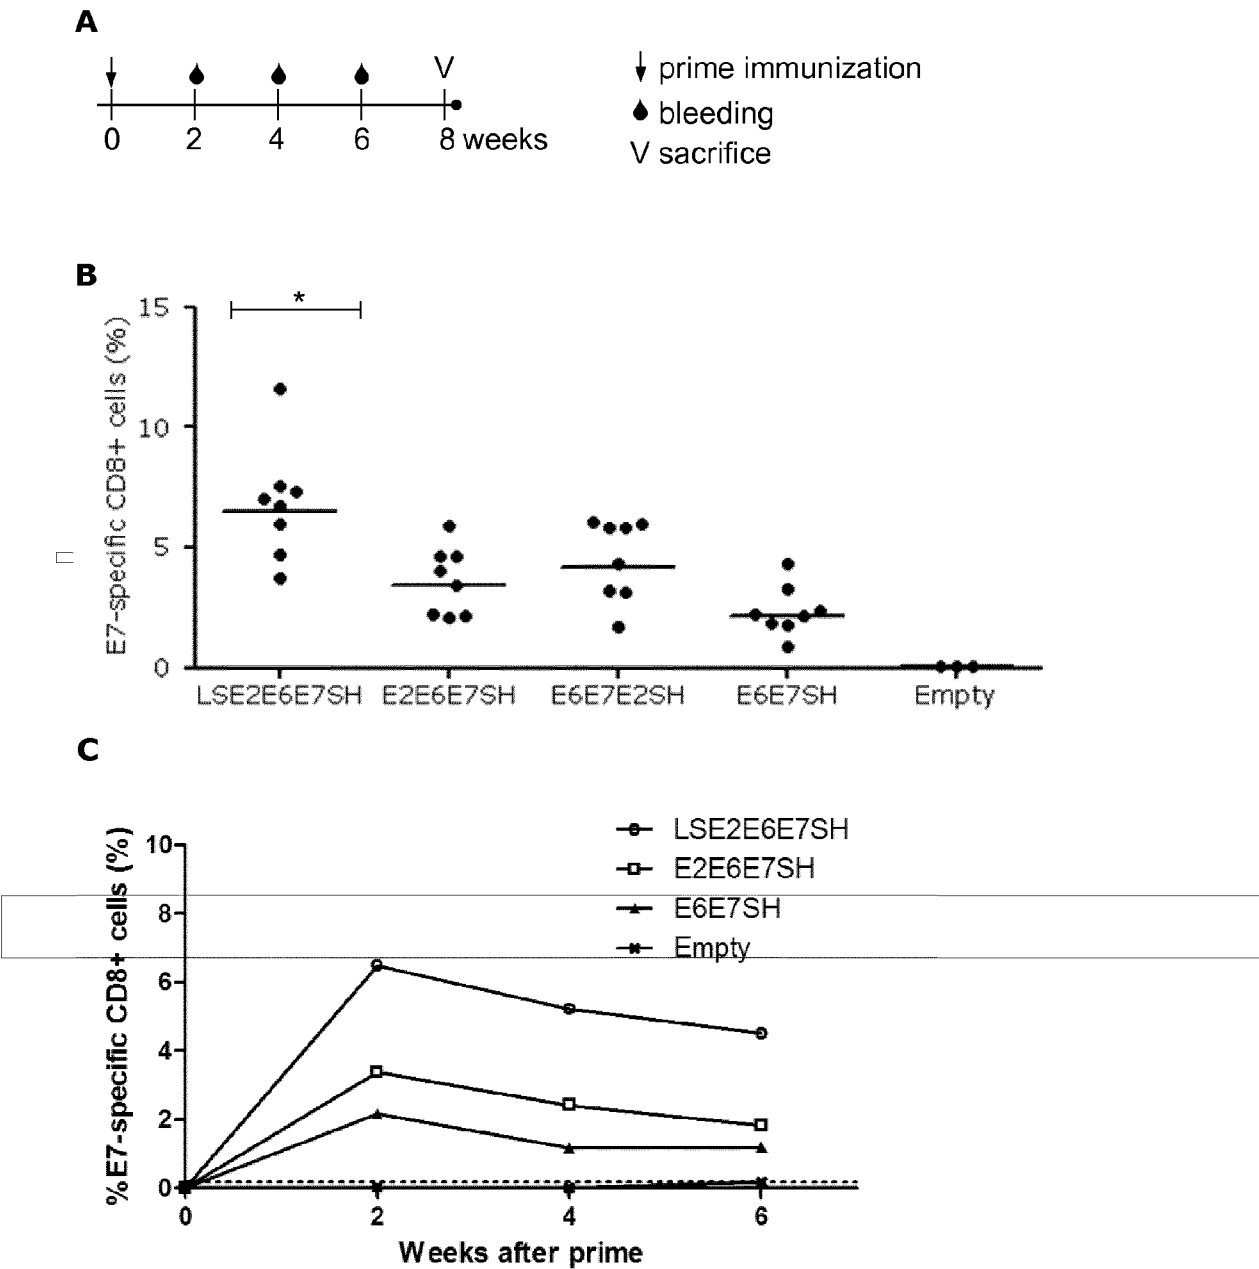 A
V
0 2 4 6 8 weeks
prime immunization
bleeding
V sacrifice
B
E7-specific CD8+ cells (%)
15
10
5
0
*
LSE2E6E7SH E2E6E7SH E6E7E2SH E6E7SH Empty
C
%E7-specific CD8+ cells (%)
10
8
6
4
2
0
LSE2E6E7SH
E2E6E7SH
E6E7SH
Empty
0 2 4 6
Weeks after prime